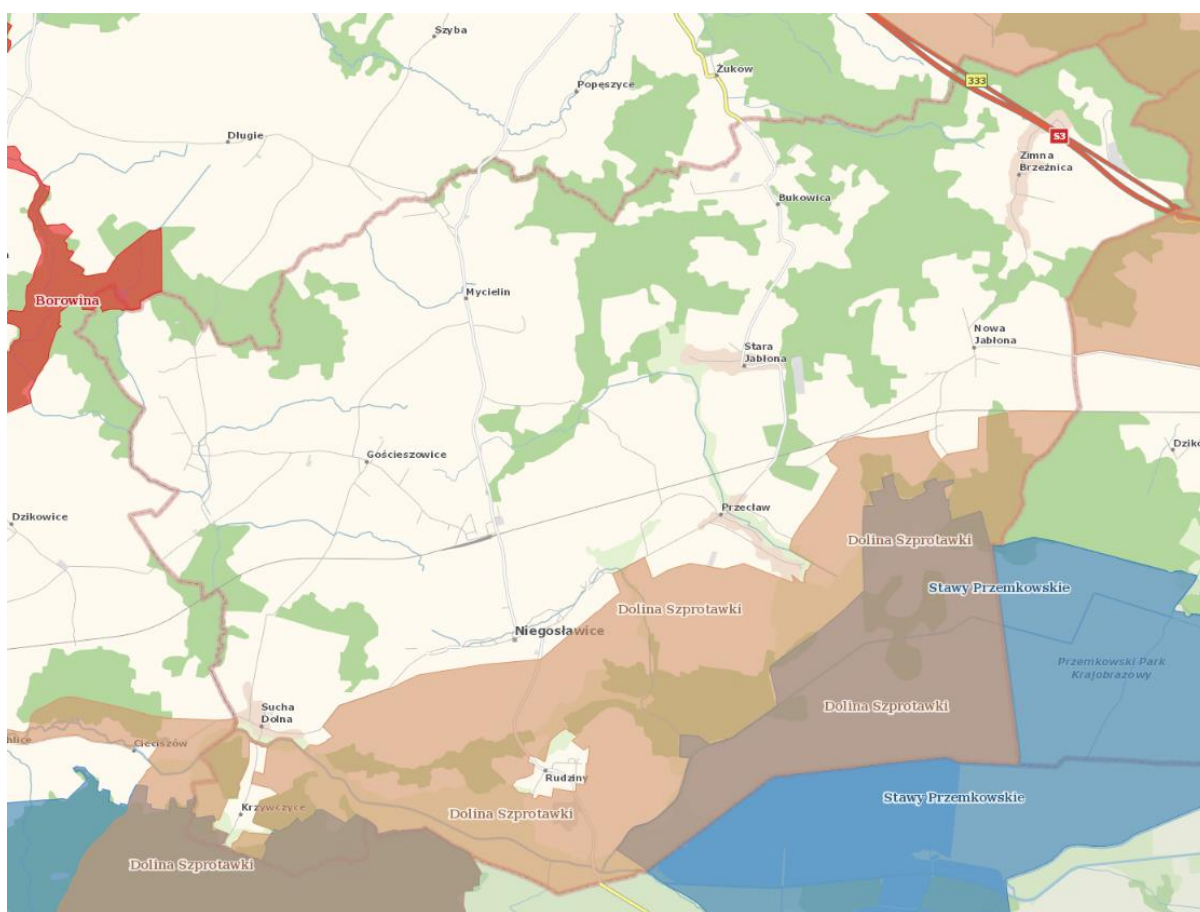 Szyba
Żuków
Popęszyce
333
Długie
S3
Zimna
Brzeźnica
Bukowica
Borowina
Mycielin
Nowa
Jabłona
Stara
Jabłona
Gościeszowice
Dzikowice
Przecław
Dolina Szprotawki
Stawy Przemkowskie
Dolina Szprotawki
Niegosławice
Przemkowski Park
Krajobrazowy
Sucha
Dolna
Dolina Szprotawki
Cieciszów
Rudziny
Stawy Przemkowskie
Krzywczyce
Dolina Szprotawki
Dolina Szprotawki